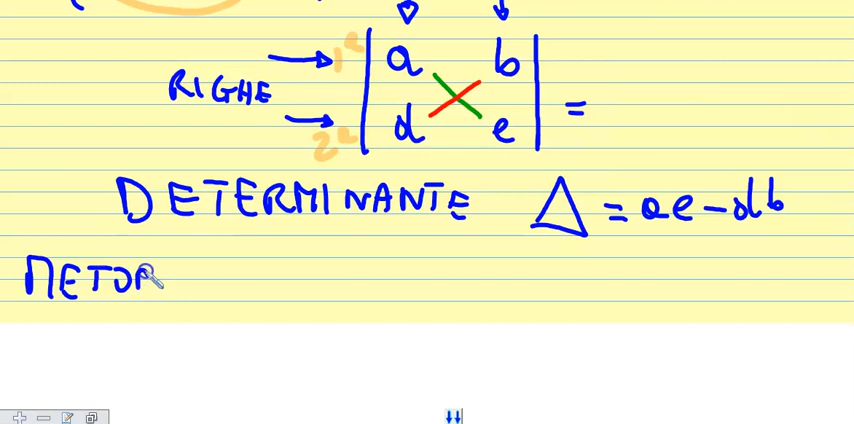 1ª | a b |
RIGHE
2ª | d e | =
DETERMINANTE Δ = ae - db
METO